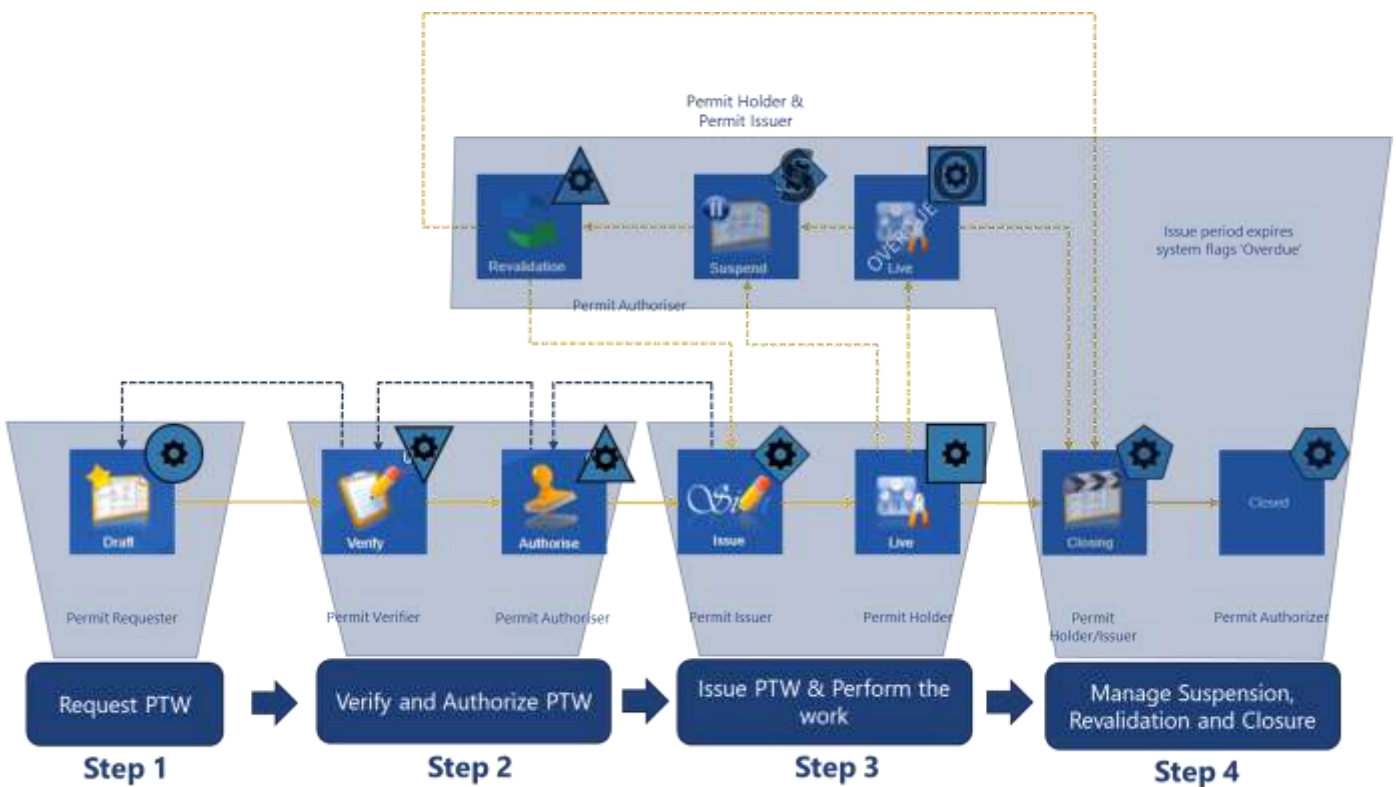 Permit Holder &
Permit Issuer
Revalidation
Suspend
OVERDUE
Live
Issue period expires
system flags 'Overdue'
Permit Authoriser
Draft
Verify
Authorise
Issue
Live
Closing
Closed
Permit Requester
Permit Verifier
Permit Authoriser
Permit Issuer
Permit Holder
Permit
Holder/Issuer
Permit Authorizer
Request PTW
Verify and Authorize PTW
Issue PTW & Perform the
work
Manage Suspension,
Revalidation and Closure
Step 1
Step 2
Step 3
Step 4